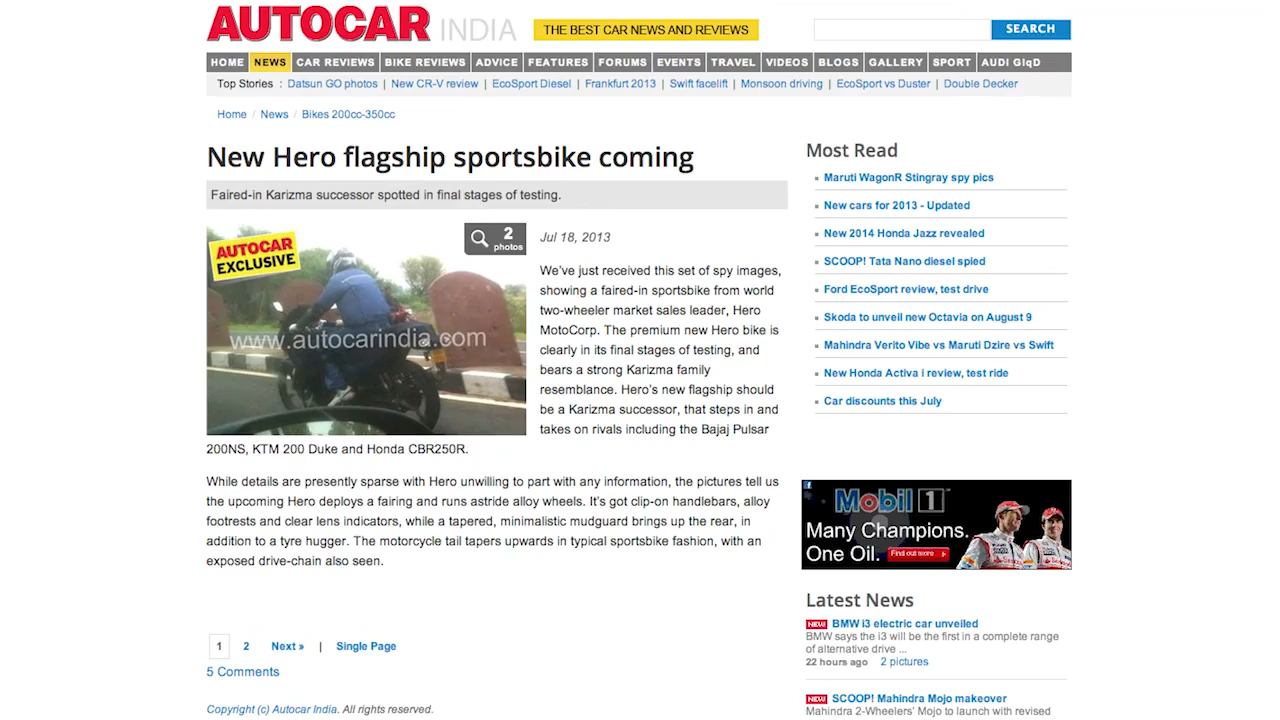 AUTOCAR INDIA
THE BEST CAR NEWS AND REVIEWS
SEARCH
HOME NEWS CAR REVIEWS BIKE REVIEWS ADVICE FEATURES FORUMS EVENTS TRAVEL VIDEOS BLOGS GALLERY SPORT AUDI GIqD
Top Stories : Datsun GO photos | New CR-V review | EcoSport Diesel | Frankfurt 2013 | Swift facelift | Monsoon driving | EcoSport vs Duster | Double Decker
Home / News / Bikes 200cc-350cc
New Hero flagship sportsbike coming
Faired-in Karizma successor spotted in final stages of testing.
AUTOCAR
EXCLUSIVE
2
photos
www.autocarindia.com
Jul 18, 2013
We've just received this set of spy images,
showing a faired-in sportsbike from world
two-wheeler market sales leader, Hero
MotoCorp. The premium new Hero bike is
clearly in its final stages of testing, and
bears a strong Karizma family
resemblance. Hero's new flagship should
be a Karizma successor, that steps in and
takes on rivals including the Bajaj Pulsar
200NS, KTM 200 Duke and Honda CBR250R.
While details are presently sparse with Hero unwilling to part with any information, the pictures tell us
the upcoming Hero deploys a fairing and runs astride alloy wheels. It's got clip-on handlebars, alloy
footrests and clear lens indicators, while a tapered, minimalistic mudguard brings up the rear, in
addition to a tyre hugger. The motorcycle tail tapers upwards in typical sportsbike fashion, with an
exposed drive-chain also seen.
1 2 Next » | Single Page
5 Comments
Copyright (c) Autocar India. All rights reserved.
Most Read
Maruti WagonR Stingray spy pics
New cars for 2013 - Updated
New 2014 Honda Jazz revealed
SCOOP! Tata Nano diesel spied
Ford EcoSport review, test drive
Skoda to unveil new Octavia on August 9
Mahindra Verito Vibe vs Maruti Dzire vs Swift
New Honda Activa i review, test ride
Car discounts this July
Mobil 1
Many Champions.
One Oil.
Find out more
Latest News
NEW! BMW i3 electric car unveiled
BMW says the i3 will be the first in a complete range
of alternative drive ...
22 hours ago 2 pictures
NEW! SCOOP! Mahindra Mojo makeover
Mahindra 2-Wheelers' Mojo to launch with revised